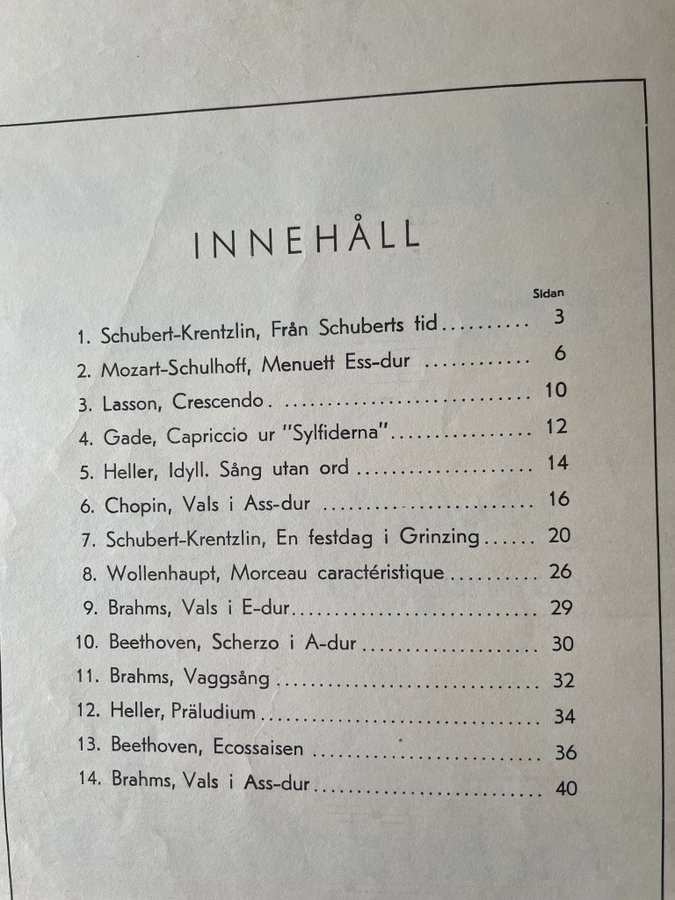 INNEHÅLL
Sidan
1. Schubert-Krentzlin, Från Schuberts tid.......... 3
2. Mozart-Schulhoff, Menuett Ess-dur ............ 6
3. Lasson, Crescendo. ............................ 10
4. Gade, Capriccio ur "Sylfiderna"................ 12
5. Heller, Idyll. Sång utan ord .................... 14
6. Chopin, Vals i Ass-dur ........................ 16
7. Schubert-Krentzlin, En festdag i Grinzing...... 20
8. Wollenhaupt, Morceau caractéristique .......... 26
9. Brahms, Vals i E-dur............................ 29
10. Beethoven, Scherzo i A-dur .................... 30
11. Brahms, Vaggsång .............................. 32
12. Heller, Präludium................................ 34
13. Beethoven, Ecossaisen .......................... 36
14. Brahms, Vals i Ass-dur.......................... 40